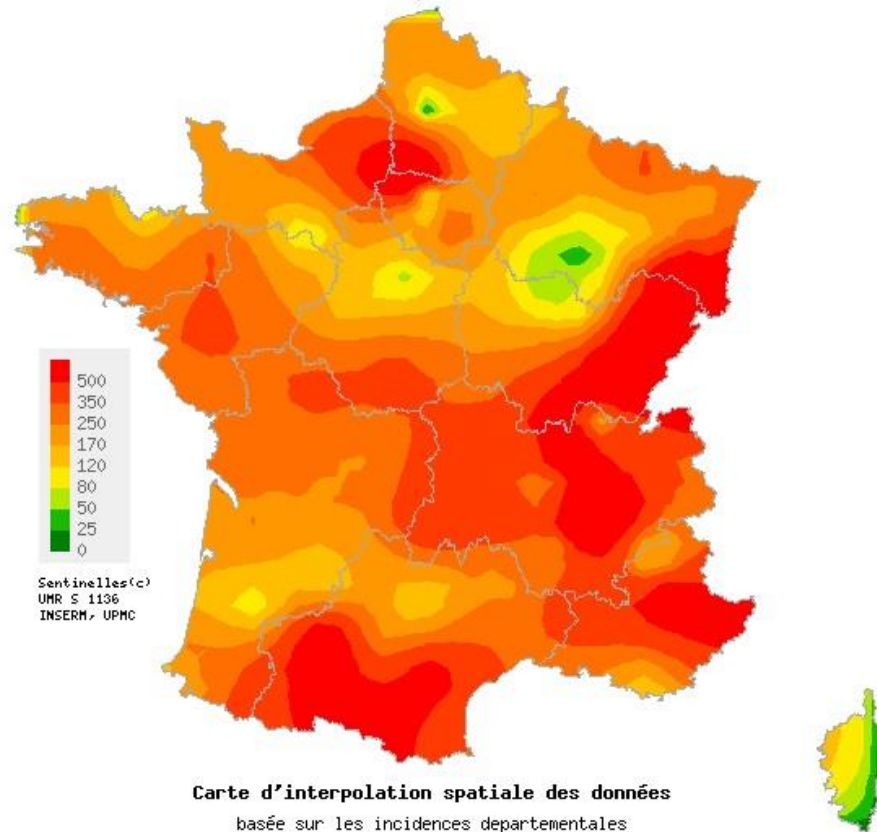 500
350
250
170
120
80
50
25
0
Sentinelles(c)
UMR S 1136
INSERM, UPMC
Carte d'interpolation spatiale des données
basée sur les incidences departementales